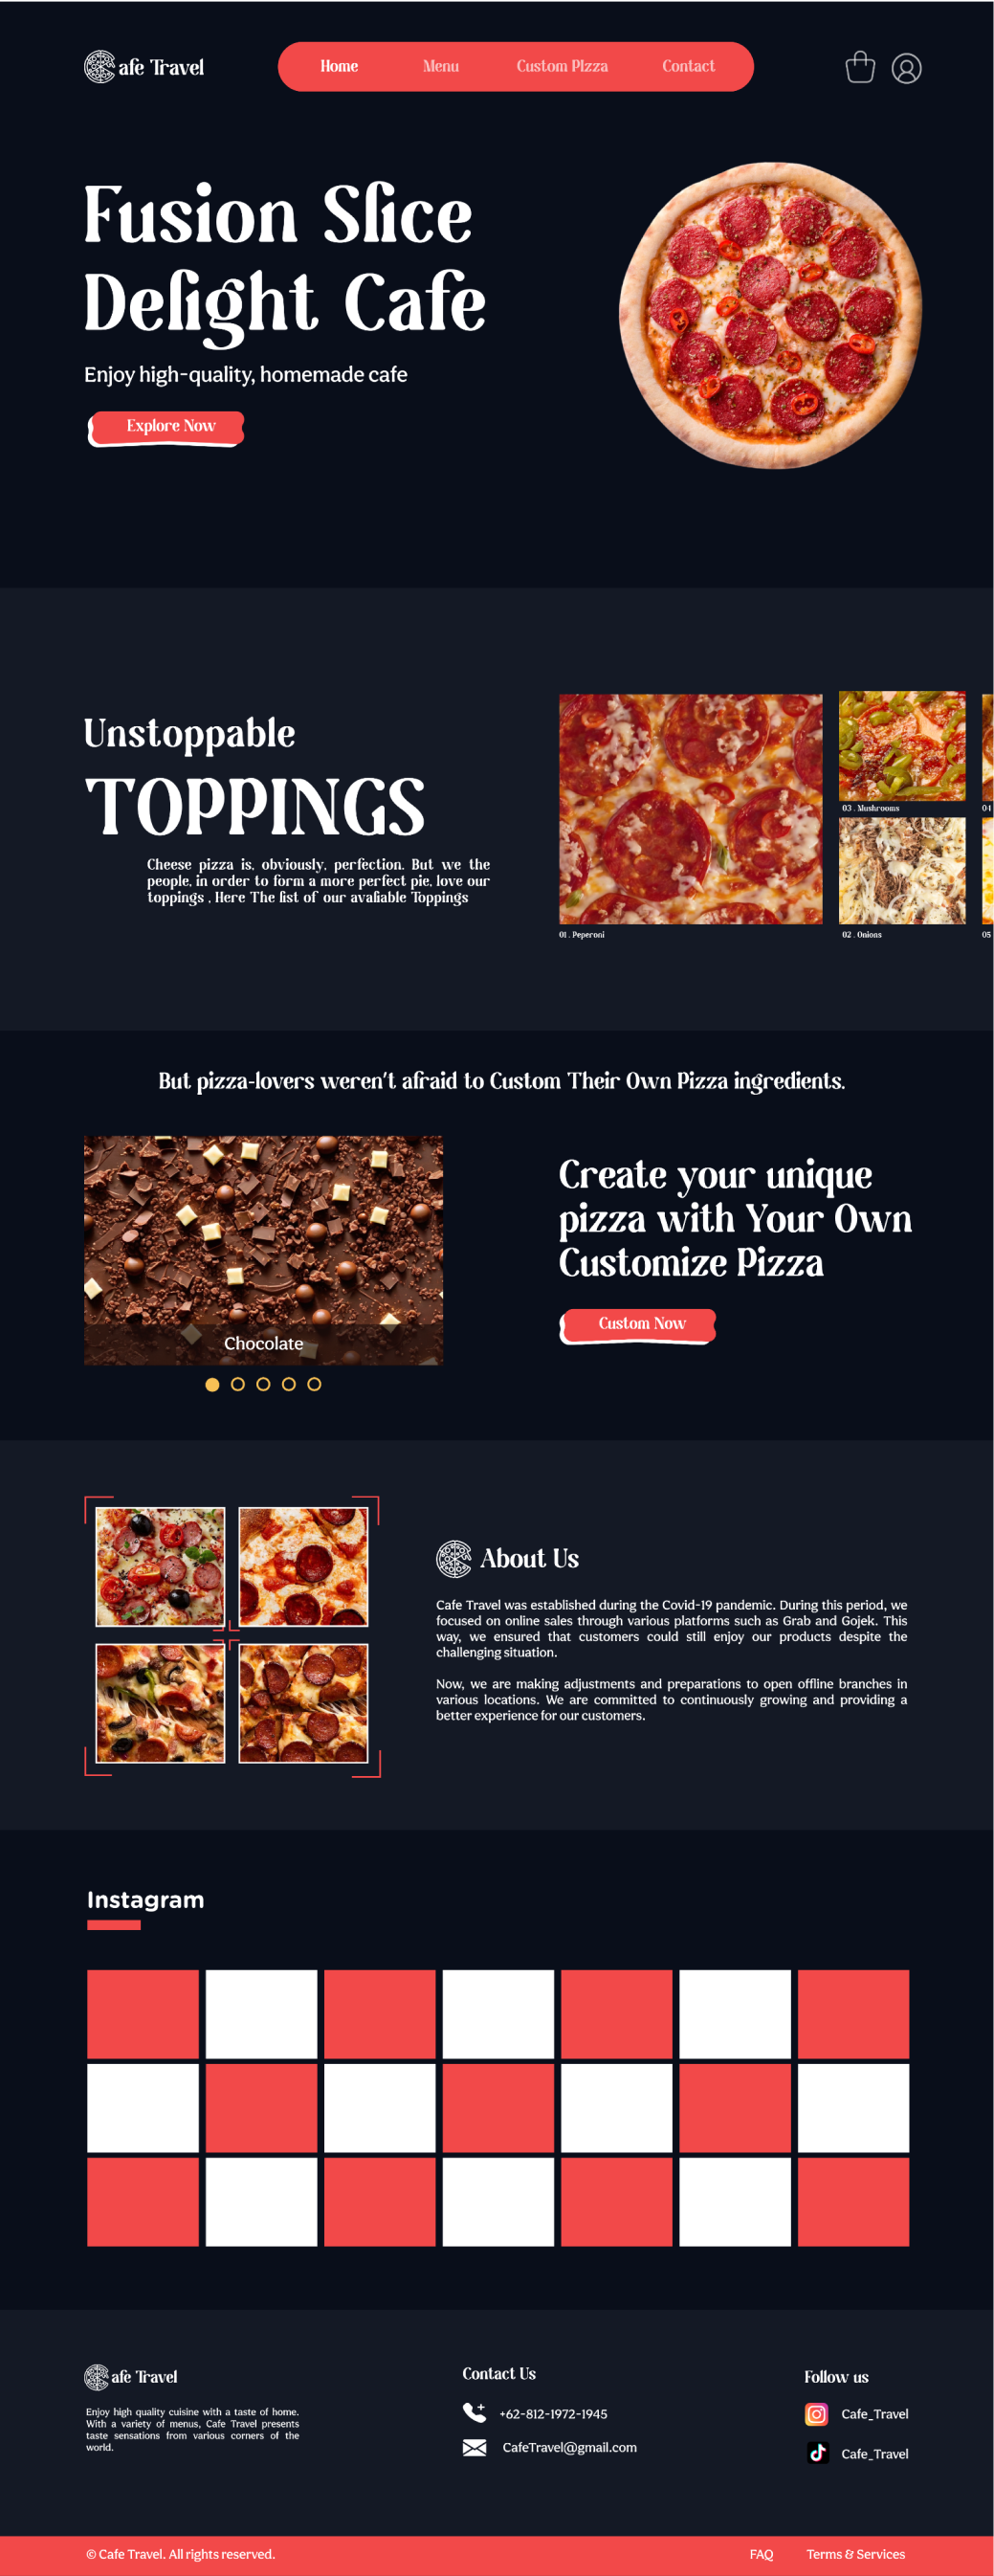 afe Travel
Home
Menu
Custom PIzza
Contact
Fusion Slice
Delight Cafe
Enjoy high-quality, homemade cafe
Explore Now
Unstoppable
TOPPINGS
Cheese pizza is, obviously, perfection. But we the
people, in order to form a more perfect pie, love our
toppings , Here The list of our avaliable Toppings
01 . Peperoni
03 . Mushrooms
02 . Onions
04
05
But pizza-lovers weren't afraid to Custom Their Own Pizza ingredients.
Chocolate
Create your unique
pizza with Your Own
Customize Pizza
Custom Now
About Us
Cafe Travel was established during the Covid-19 pandemic. During this period, we
focused on online sales through various platforms such as Grab and Gojek. This
way, we ensured that customers could still enjoy our products despite the
challenging situation.
Now, we are making adjustments and preparations to open offline branches in
various locations. We are committed to continuously growing and providing a
better experience for our customers.
Instagram
afe Travel
Enjoy high quality cuisine with a taste of home.
With a variety of menus, Cafe Travel presents
taste sensations from various corners of the
world.
Contact Us
+62-812-1972-1945
CafeTravel@gmail.com
Follow us
Cafe_Travel
Cafe_Travel
© Cafe Travel. All rights reserved.
FAQ
Terms & Services